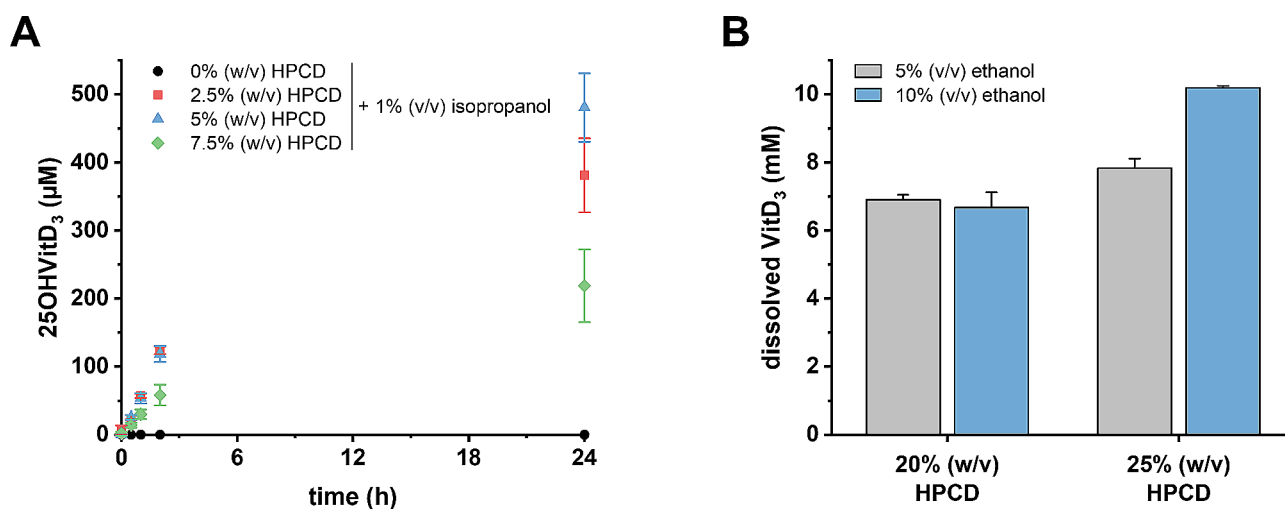 A
25OHVitD₃ (µM)
500
400
300
200
100
0
0% (w/v) HPCD
2.5% (w/v) HPCD
5% (w/v) HPCD
7.5% (w/v) HPCD
+ 1% (v/v) isopropanol
0 6 12 18 24
time (h)
B
dissolved VitD₃ (mM)
10
8
6
4
2
0
5% (v/v) ethanol
10% (v/v) ethanol
20% (w/v)
HPCD
25% (w/v)
HPCD